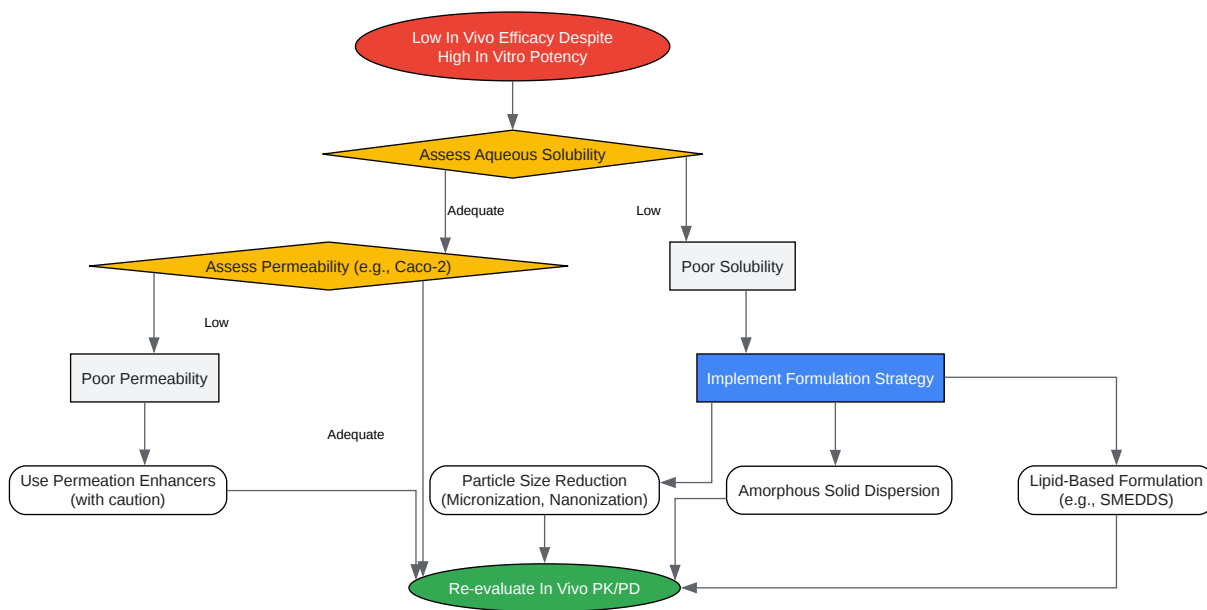 Low In Vivo Efficacy Despite
High In Vitro Potency
Assess Aqueous Solubility
Adequate
Low
Assess Permeability (e.g., Caco-2)
Poor Solubility
Low
Poor Permeability
Implement Formulation Strategy
Adequate
Use Permeation Enhancers
(with caution)
Particle Size Reduction
(Micronization, Nanonization)
Amorphous Solid Dispersion
Lipid-Based Formulation
(e.g., SMEDDS)
Re-evaluate In Vivo PK/PD